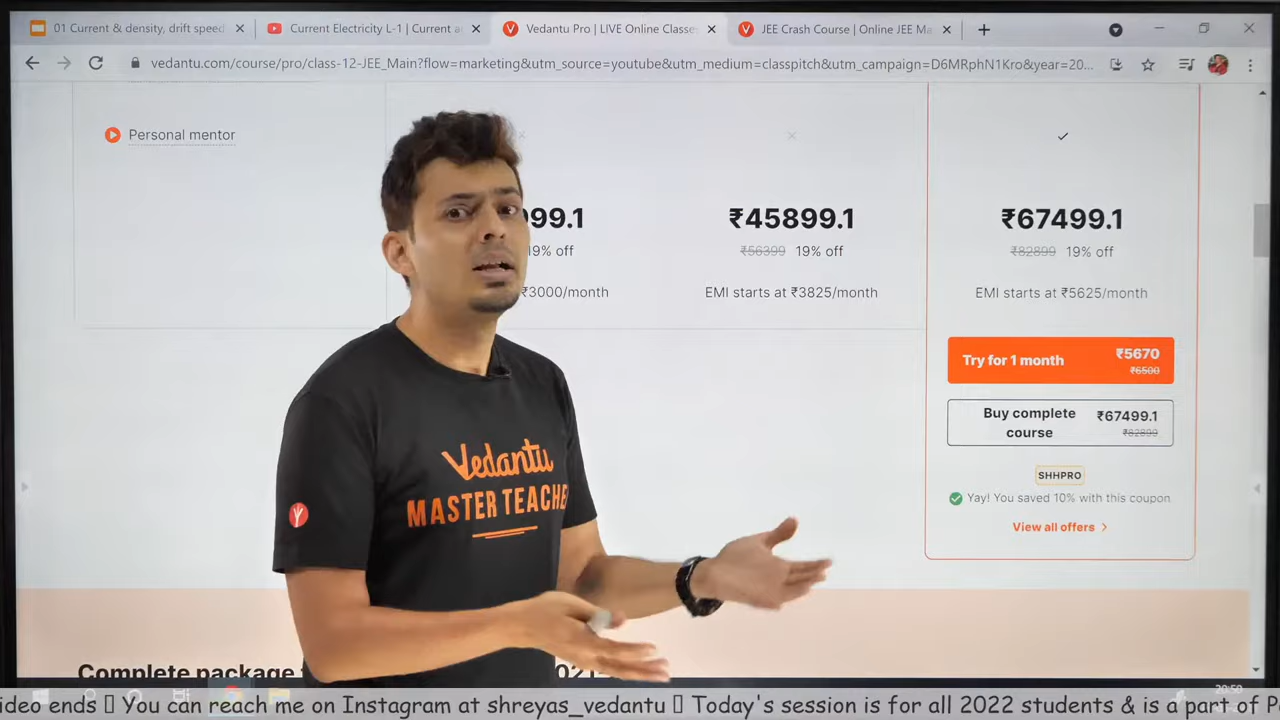 01 Current & density, drift speed
Current Electricity L-1 | Current a
Vedantu Pro | LIVE Online Classe
JEE Crash Course | Online JEE Ma
vedantu.com/course/pro/class-12-JEE_Main?flow=marketing&utm_source=youtube&utm_medium=classpitch&utm_campaign=D6MRphN1Kro&year=20...
Personal mentor
999.1
₹45899.1
₹67499.1
19% off
₹56399 19% off
₹82899 19% off
₹3000/month
EMI starts at ₹3825/month
EMI starts at ₹5625/month
Try for 1 month ₹5670
₹6500
Buy complete course ₹67499.1
₹82899
SHHPRO
Yay! You saved 10% with this coupon
View all offers >
Vedantu
MASTER TEACHE
Complete package
2021-
20:50
ideo ends ▯ You can reach me on Instagram at shreyas_vedantu ▯ Today's session is for all 2022 students & is a part of P